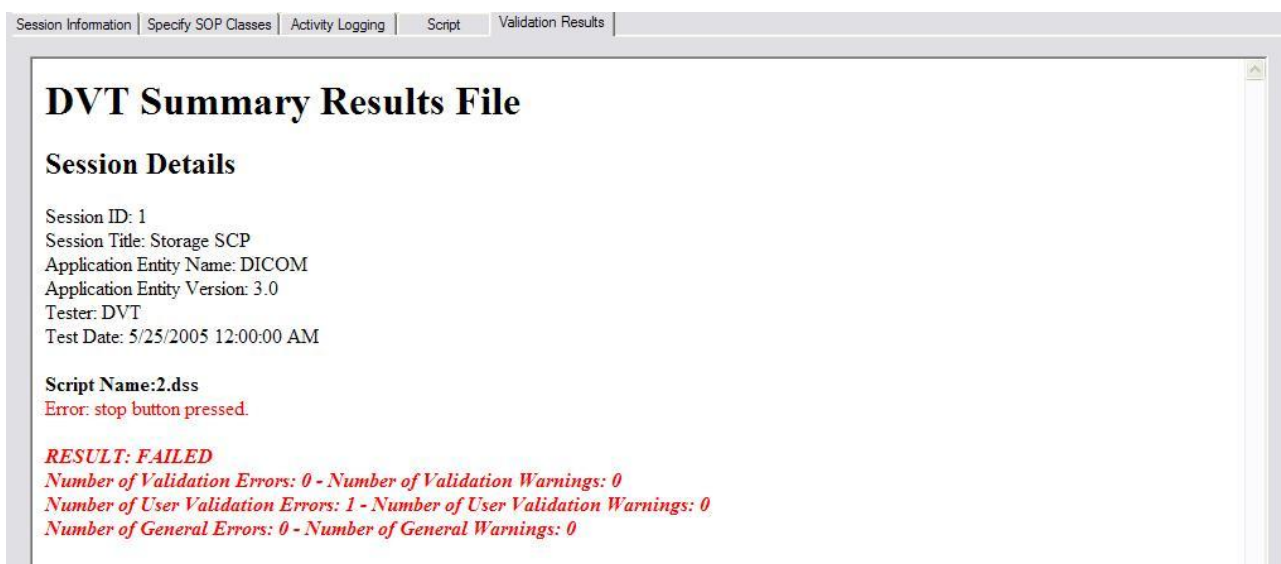 Session Information Specify SOP Classes Activity Logging Script Validation Results
DVT Summary Results File
Session Details
Session ID: 1
Session Title: Storage SCP
Application Entity Name: DICOM
Application Entity Version: 3.0
Tester: DVT
Test Date: 5/25/2005 12:00:00 AM
Script Name:2.dss
Error: stop button pressed.
RESULT: FAILED
Number of Validation Errors: 0 - Number of Validation Warnings: 0
Number of User Validation Errors: 1 - Number of User Validation Warnings: 0
Number of General Errors: 0 - Number of General Warnings: 0